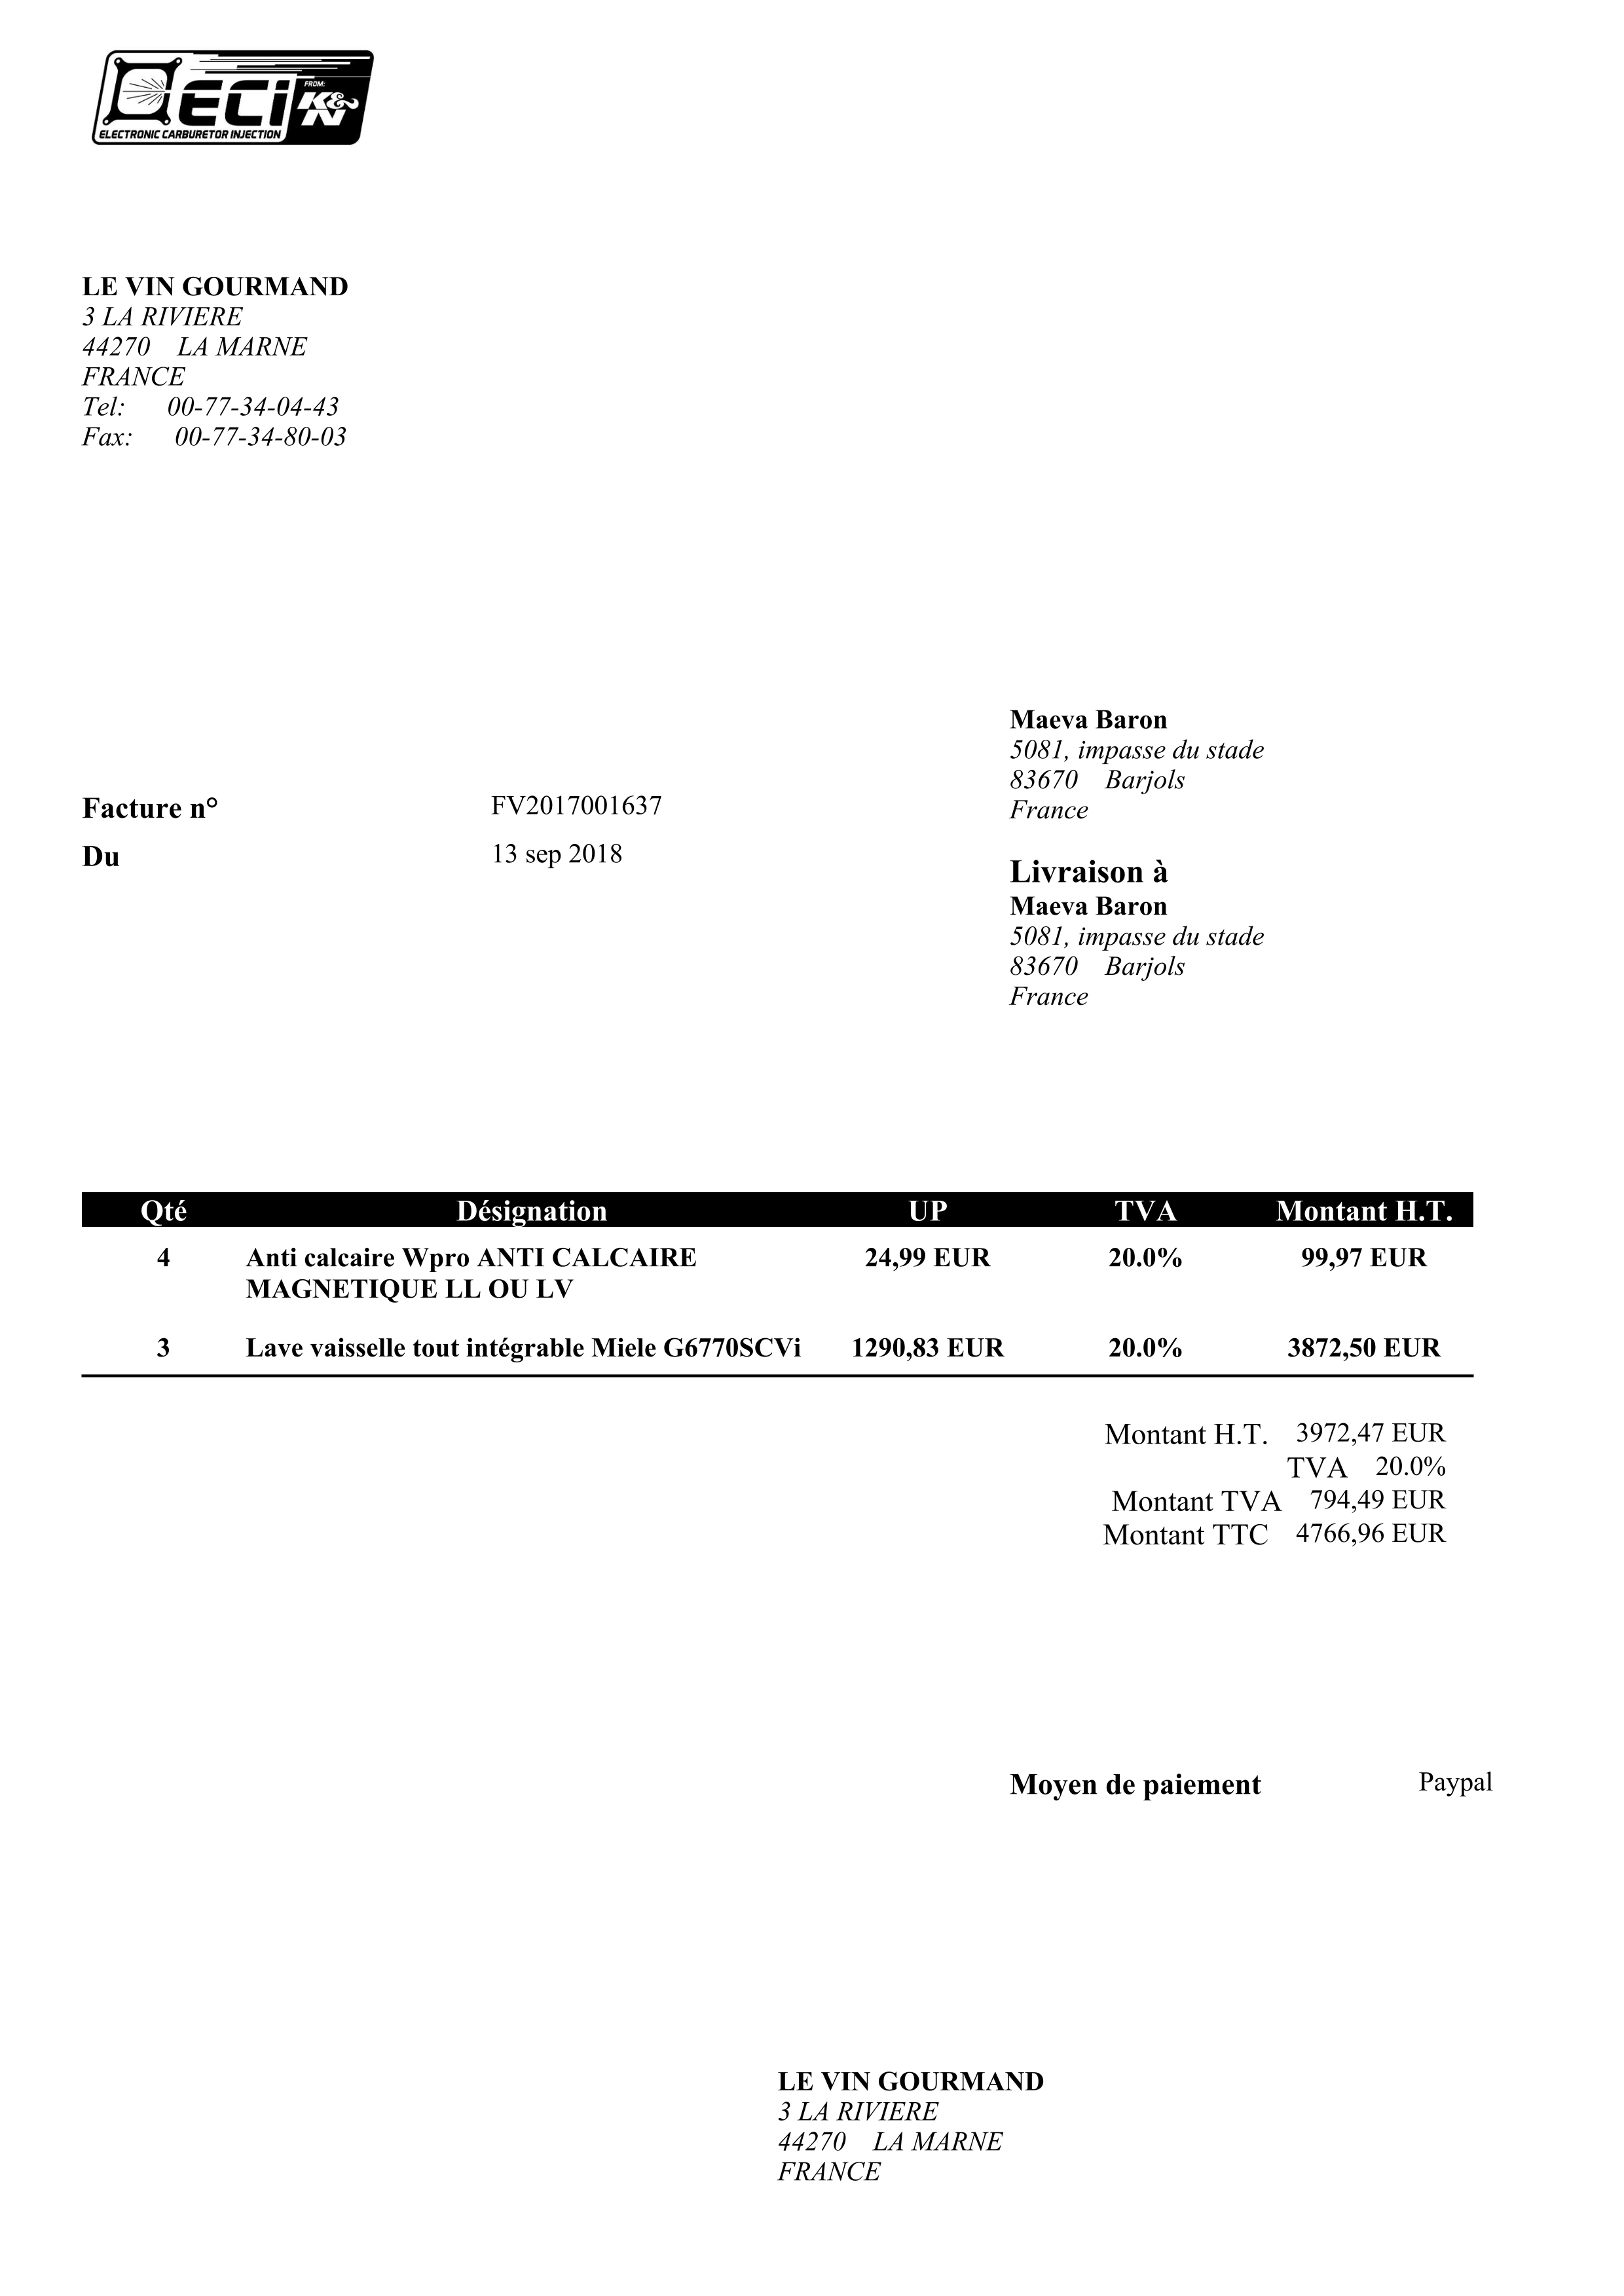 ECi
FROM:
K&N
ELECTRONIC CARBURETOR INJECTION
LE VIN GOURMAND
3 LA RIVIERE
44270 LA MARNE
FRANCE
Tel: 00-77-34-04-43
Fax: 00-77-34-80-03
Maeva Baron
5081, impasse du stade
83670 Barjols
France
Facture n° FV2017001637
Du 13 sep 2018
Livraison à
Maeva Baron
5081, impasse du stade
83670 Barjols
France
Qté Désignation UP TVA Montant H.T.
4 Anti calcaire Wpro ANTI CALCAIRE 24,99 EUR 20.0% 99,97 EUR
MAGNETIQUE LL OU LV
3 Lave vaisselle tout intégrable Miele G6770SCVi 1290,83 EUR 20.0% 3872,50 EUR
Montant H.T. 3972,47 EUR
TVA 20.0%
Montant TVA 794,49 EUR
Montant TTC 4766,96 EUR
Moyen de paiement Paypal
LE VIN GOURMAND
3 LA RIVIERE
44270 LA MARNE
FRANCE